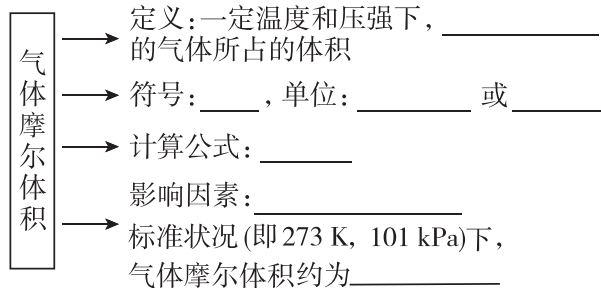 气体摩尔体积
定义:一定温度和压强下,
的气体所占的体积
符号: , 单位: 或
计算公式:
影响因素:
标准状况(即273 K, 101 kPa)下,
气体摩尔体积约为